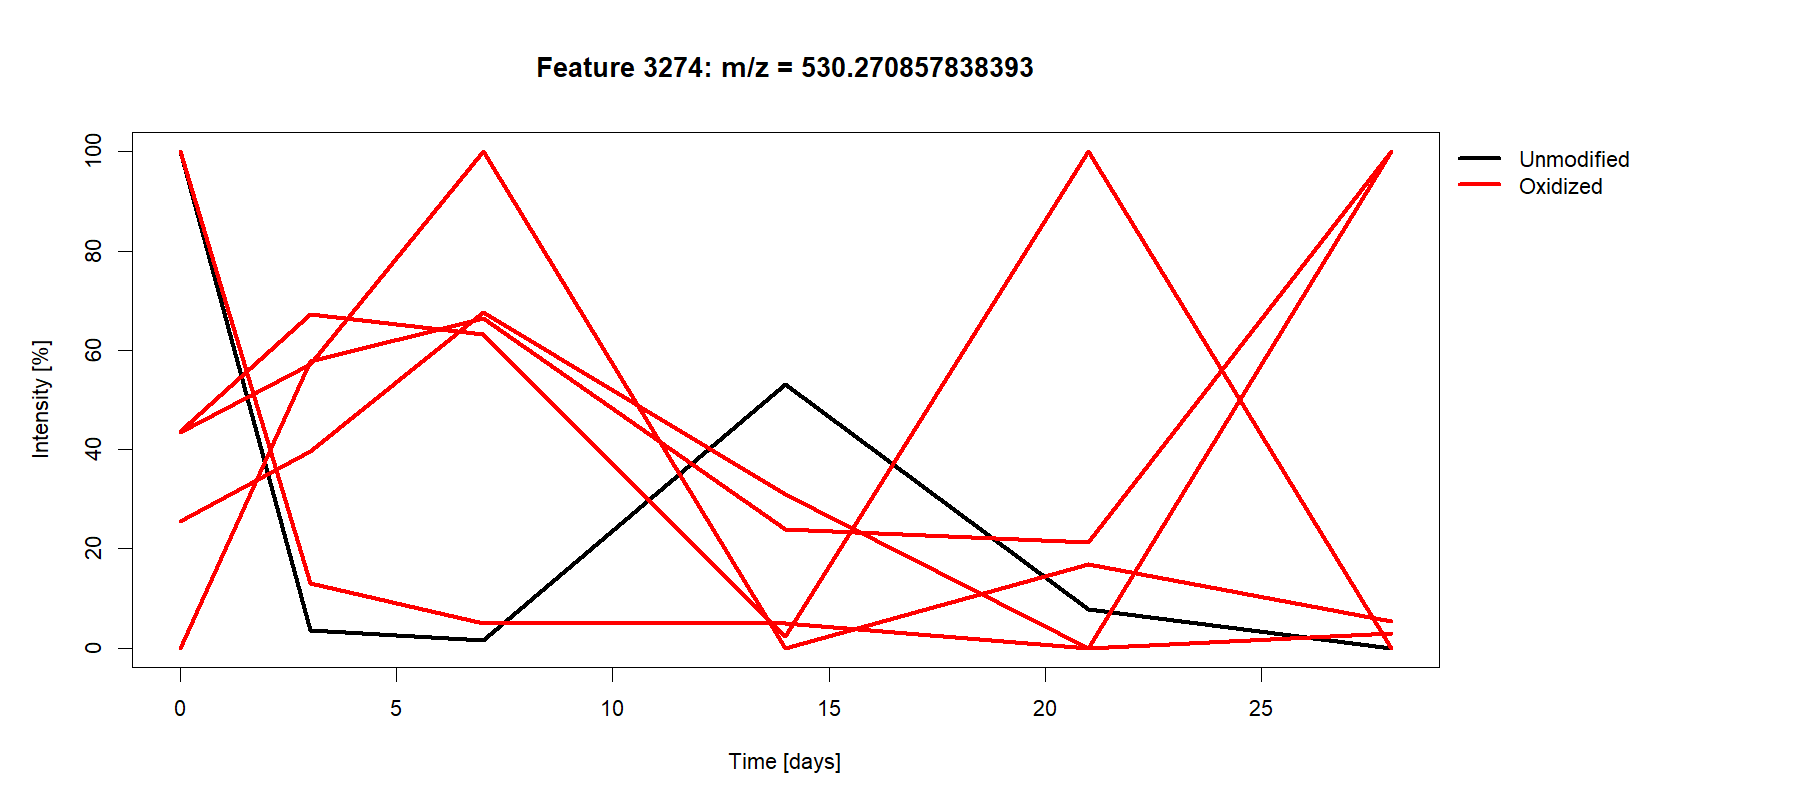 Feature 3274: m/z = 530.270857838393
Unmodified
Oxidized
Intensity [%]
100
80
60
40
20
0
0 5 10 15 20 25
Time [days]